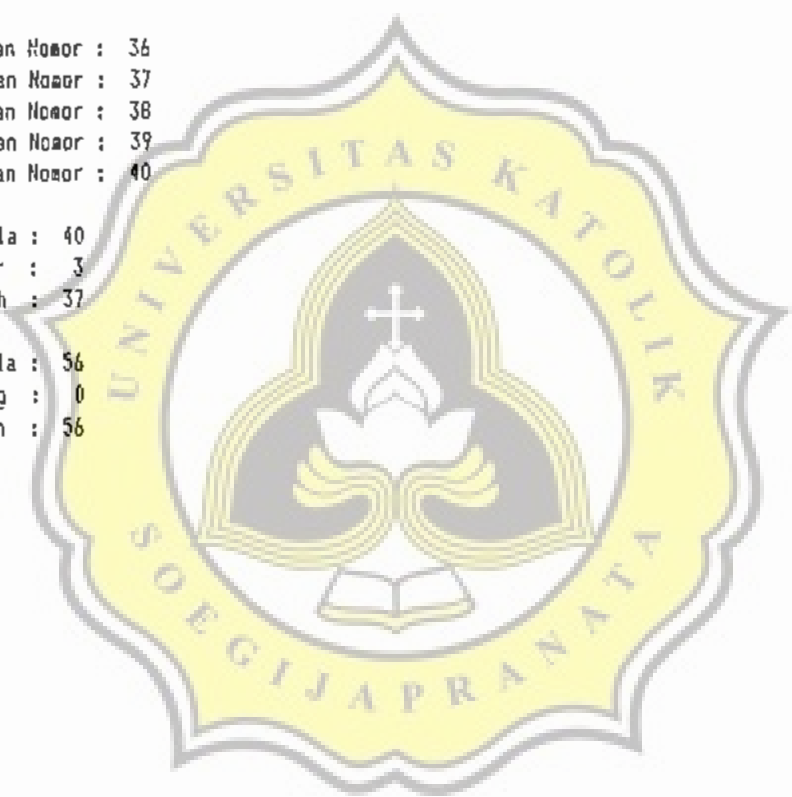 an Nomor : 36
an Nomor : 37
an Nomor : 38
an Nomor : 39
an Nomor : 40
la : 40
r : 3
h : 37
la : 56
g : 0
n : 56
UNIVERSITAS KATOLIK
SOEGIJAPRANATA